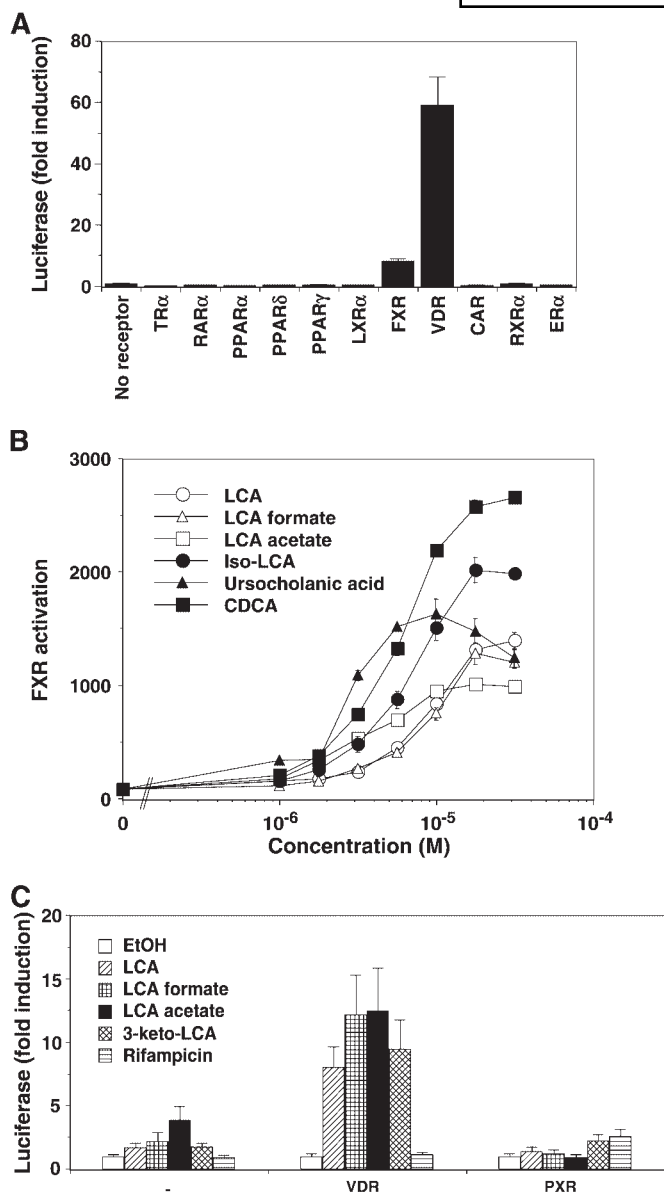 A
Luciferase (fold induction)
80
60
40
20
0
No receptor
TRα
RARα
PPARα
PPARδ
PPARγ
LXRα
FXR
VDR
CAR
RXRα
ERα
B
FXR activation
3000
2000
1000
0
LCA
LCA formate
LCA acetate
Iso-LCA
Ursocholanic acid
CDCA
0
10-6
10-5
10-4
Concentration (M)
C
Luciferase (fold induction)
20
15
10
5
0
EtOH
LCA
LCA formate
LCA acetate
3-keto-LCA
Rifampicin
-
VDR
PXR